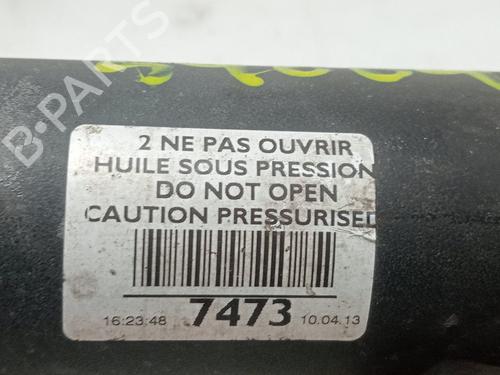 B-PARTS
2 NE PAS OUVRIR
HUILE SOUS PRESSION
DO NOT OPEN
CAUTION PRESSURISED
16:23:48 7473 10.04.13